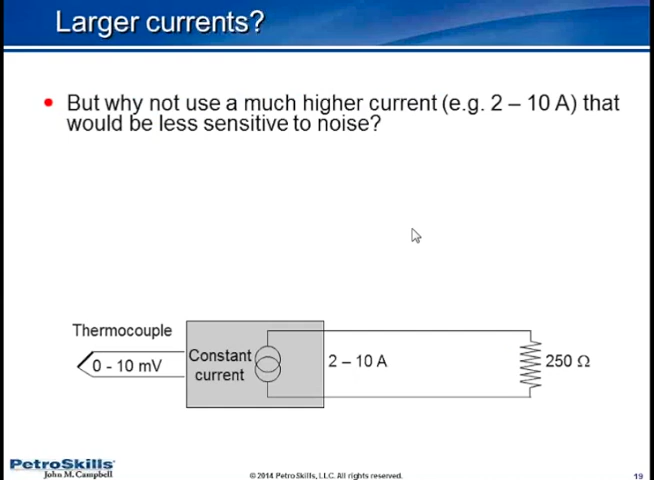 Larger currents?
But why not use a much higher current (e.g. 2 – 10 A) that
would be less sensitive to noise?
Thermocouple
0 - 10 mV
Constant
current
2 – 10 A
250 Ω
PetroSkills
John M. Campbell
© 2014 PetroSkills, LLC. All rights reserved.
19